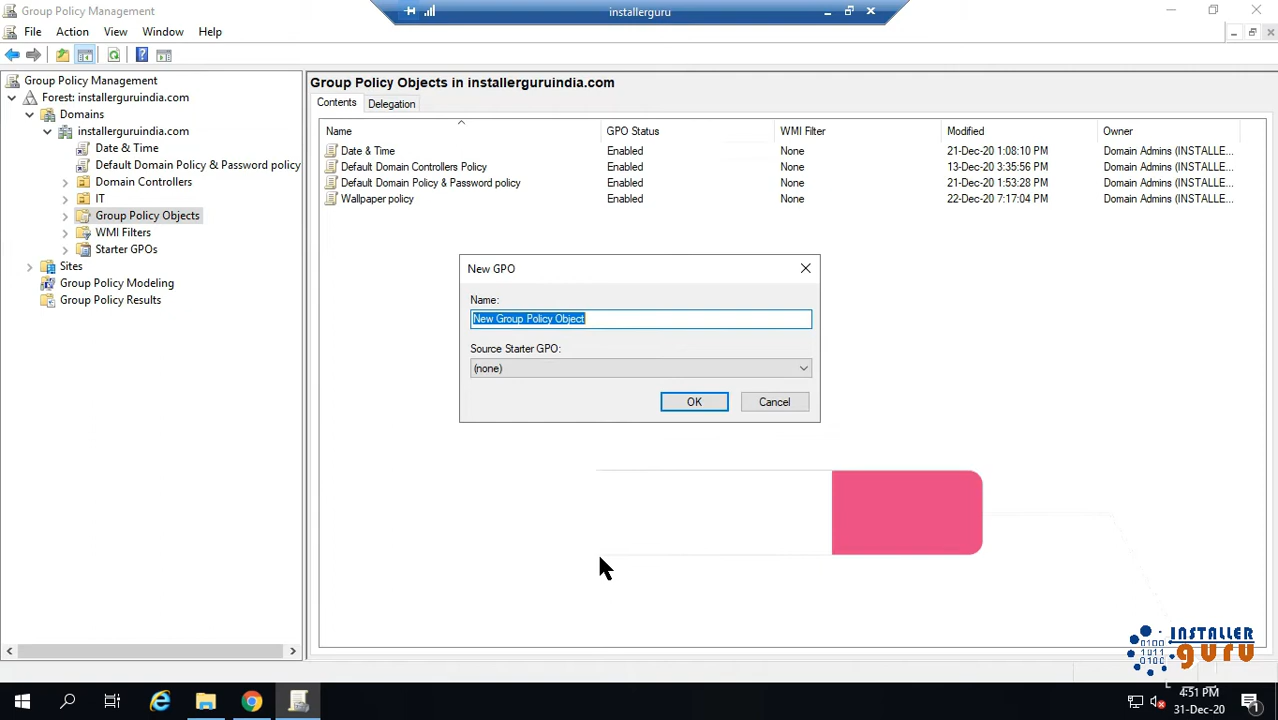 Group Policy Management
installerguru
File Action View Window Help
Group Policy Management
Forest: installerguruindia.com
Domains
installerguruindia.com
Date & Time
Default Domain Policy & Password policy
Domain Controllers
IT
Group Policy Objects
WMI Filters
Starter GPOs
Sites
Group Policy Modeling
Group Policy Results
Group Policy Objects in installerguruindia.com
Contents Delegation
Name GPO Status WMI Filter Modified Owner
Date & Time Enabled None 21-Dec-20 1:08:10 PM Domain Admins (INSTALLE...
Default Domain Controllers Policy Enabled None 13-Dec-20 3:35:56 PM Domain Admins (INSTALLE...
Default Domain Policy & Password policy Enabled None 21-Dec-20 1:53:28 PM Domain Admins (INSTALLE...
Wallpaper policy Enabled None 22-Dec-20 7:17:04 PM Domain Admins (INSTALLE...
New GPO
Name:
New Group Policy Object
Source Starter GPO:
(none)
OK Cancel
0100 INSTALLER
1011 guru
0100
4:51 PM
31-Dec-20
1